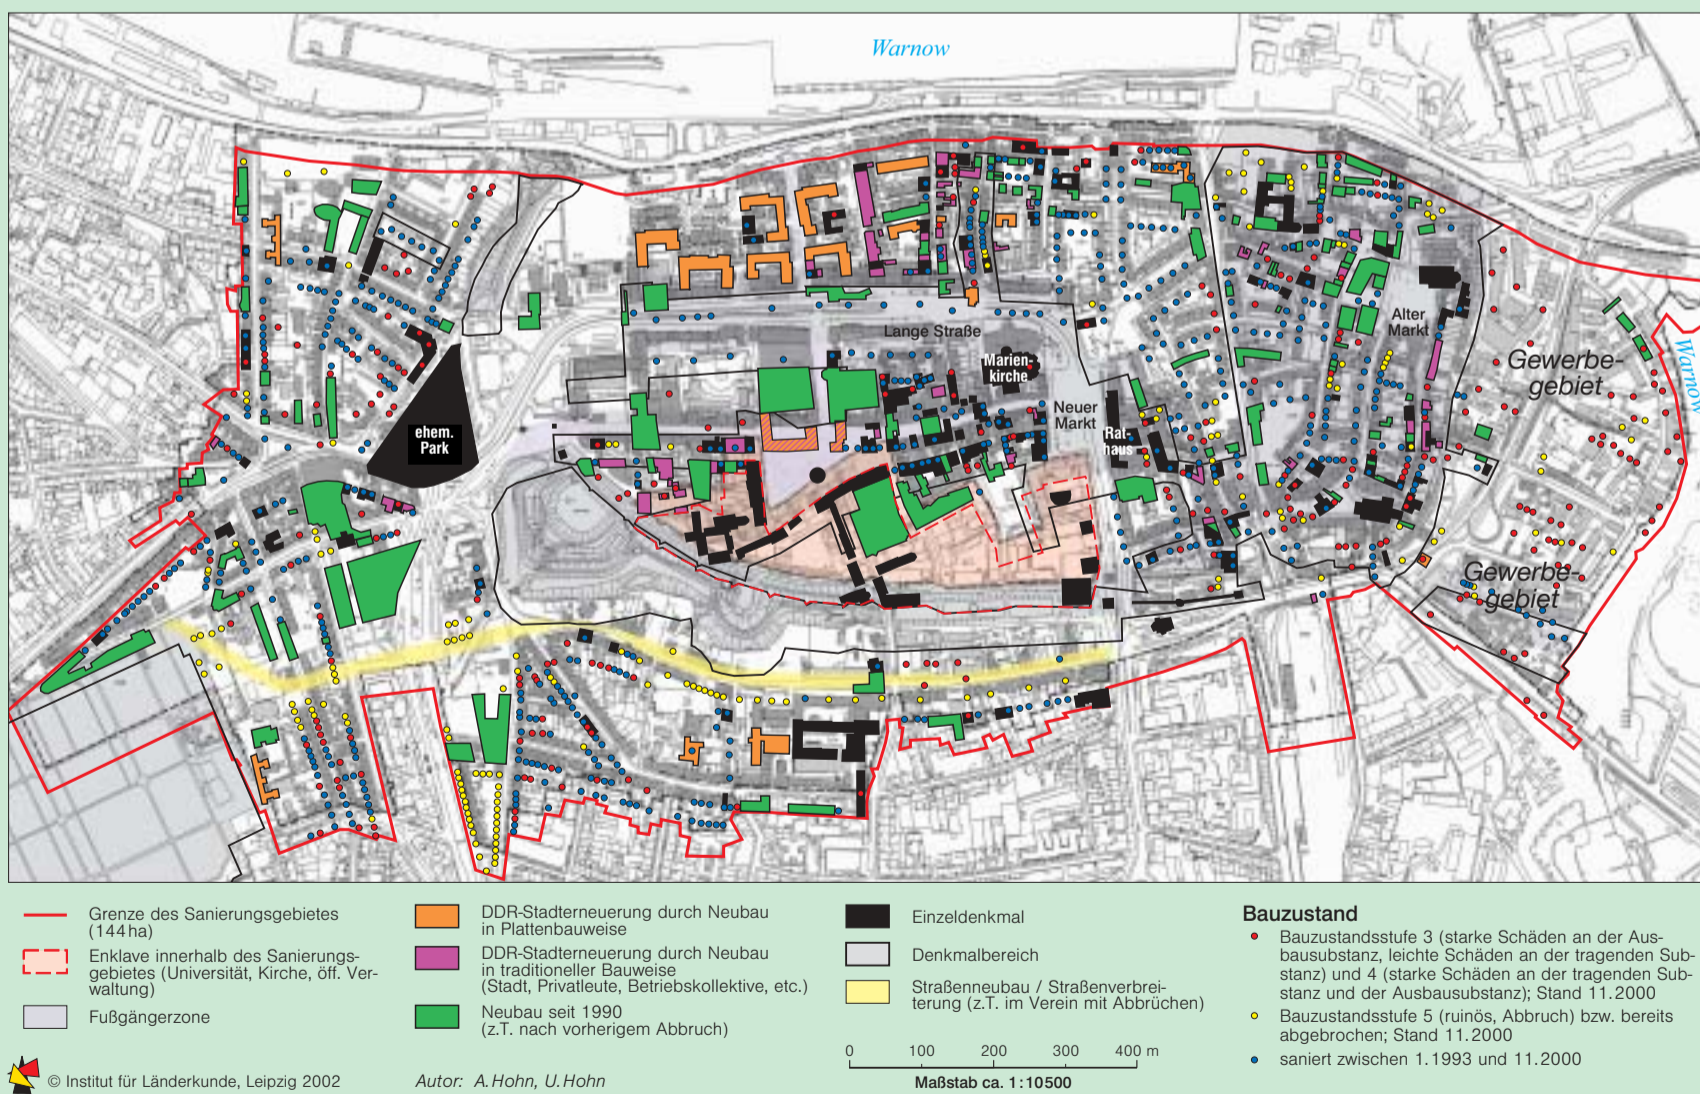 Warnow
Lange Straße
Marien-
kirche
Neuer
Markt
Rat-
haus
Alter
Markt
Gewerbe-
gebiet
Warnow
ehem.
Park
Gewerbe-
gebiet
Grenze des Sanierungsgebietes
(144 ha)
Enklave innerhalb des Sanierungs-
gebietes (Universität, Kirche, öff. Ver-
waltung)
Fußgängerzone
DDR-Stadterneuerung durch Neubau
in Plattenbauweise
DDR-Stadterneuerung durch Neubau
in traditioneller Bauweise
(Stadt, Privatleute, Betriebskollektive, etc.)
Neubau seit 1990
(z.T. nach vorherigem Abbruch)
Einzeldenkmal
Denkmalbereich
Straßenneubau / Straßenverbrei-
terung (z.T. im Verein mit Abbrüchen)
0 100 200 300 400 m
Maßstab ca. 1:10500
Bauzustand
Bauzustandsstufe 3 (starke Schäden an der Aus-
bausubstanz, leichte Schäden an der tragenden Sub-
stanz) und 4 (starke Schäden an der tragenden Sub-
stanz und der Ausbausubstanz); Stand 11.2000
Bauzustandsstufe 5 (ruinös, Abbruch) bzw. bereits
abgebrochen; Stand 11.2000
saniert zwischen 1.1993 und 11.2000
© Institut für Länderkunde, Leipzig 2002
Autor: A. Hohn, U. Hohn